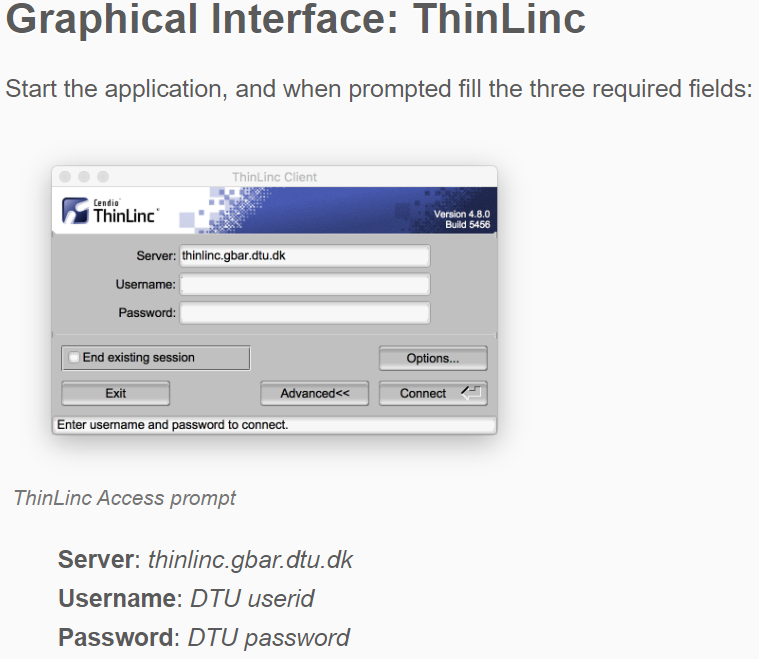 Graphical Interface: ThinLinc
Start the application, and when prompted fill the three required fields:
ThinLinc Client
Cendio
ThinLinc
Version 4.8.0
Build 5456
Server: thinlinc.gbar.dtu.dk
Username:
Password:
End existing session
Options...
Exit
Advanced<<
Connect
Enter username and password to connect.
ThinLinc Access prompt
Server: thinlinc.gbar.dtu.dk
Username: DTU userid
Password: DTU password